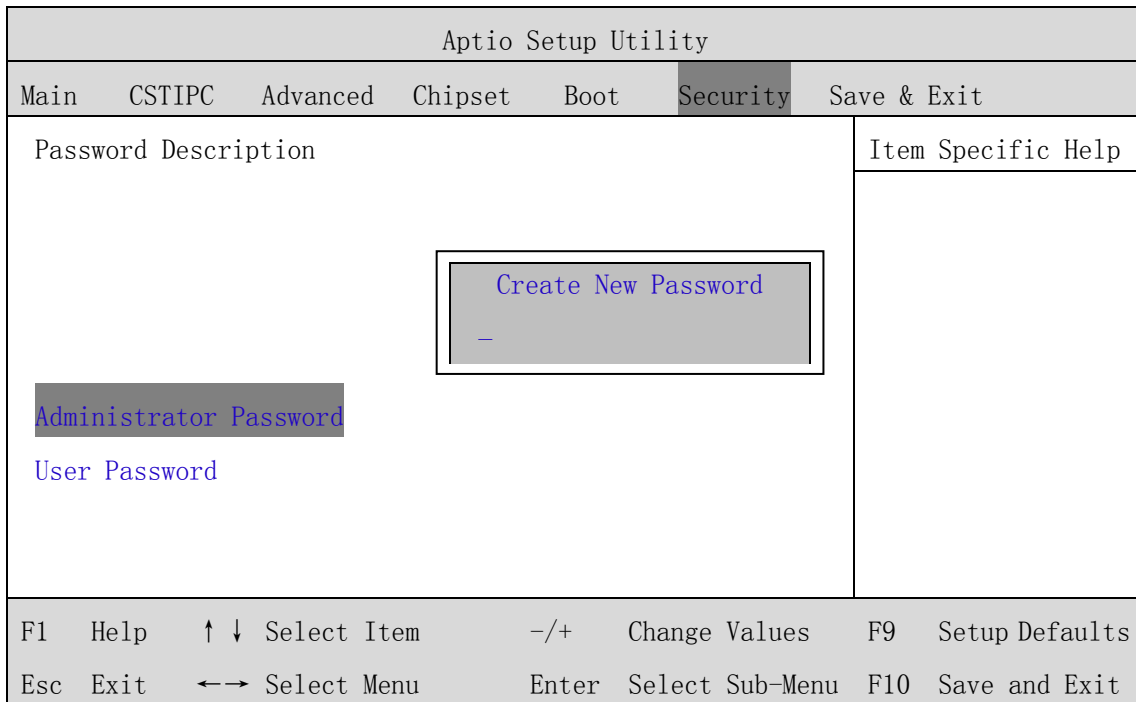 Aptio Setup Utility
Main CSTIPC Advanced Chipset Boot Security Save & Exit
Password Description
Item Specific Help
Create New Password
_
Administrator Password
User Password
F1 Help ↑↓ Select Item -/+ Change Values F9 Setup Defaults
Esc Exit ←→ Select Menu Enter Select Sub-Menu F10 Save and Exit